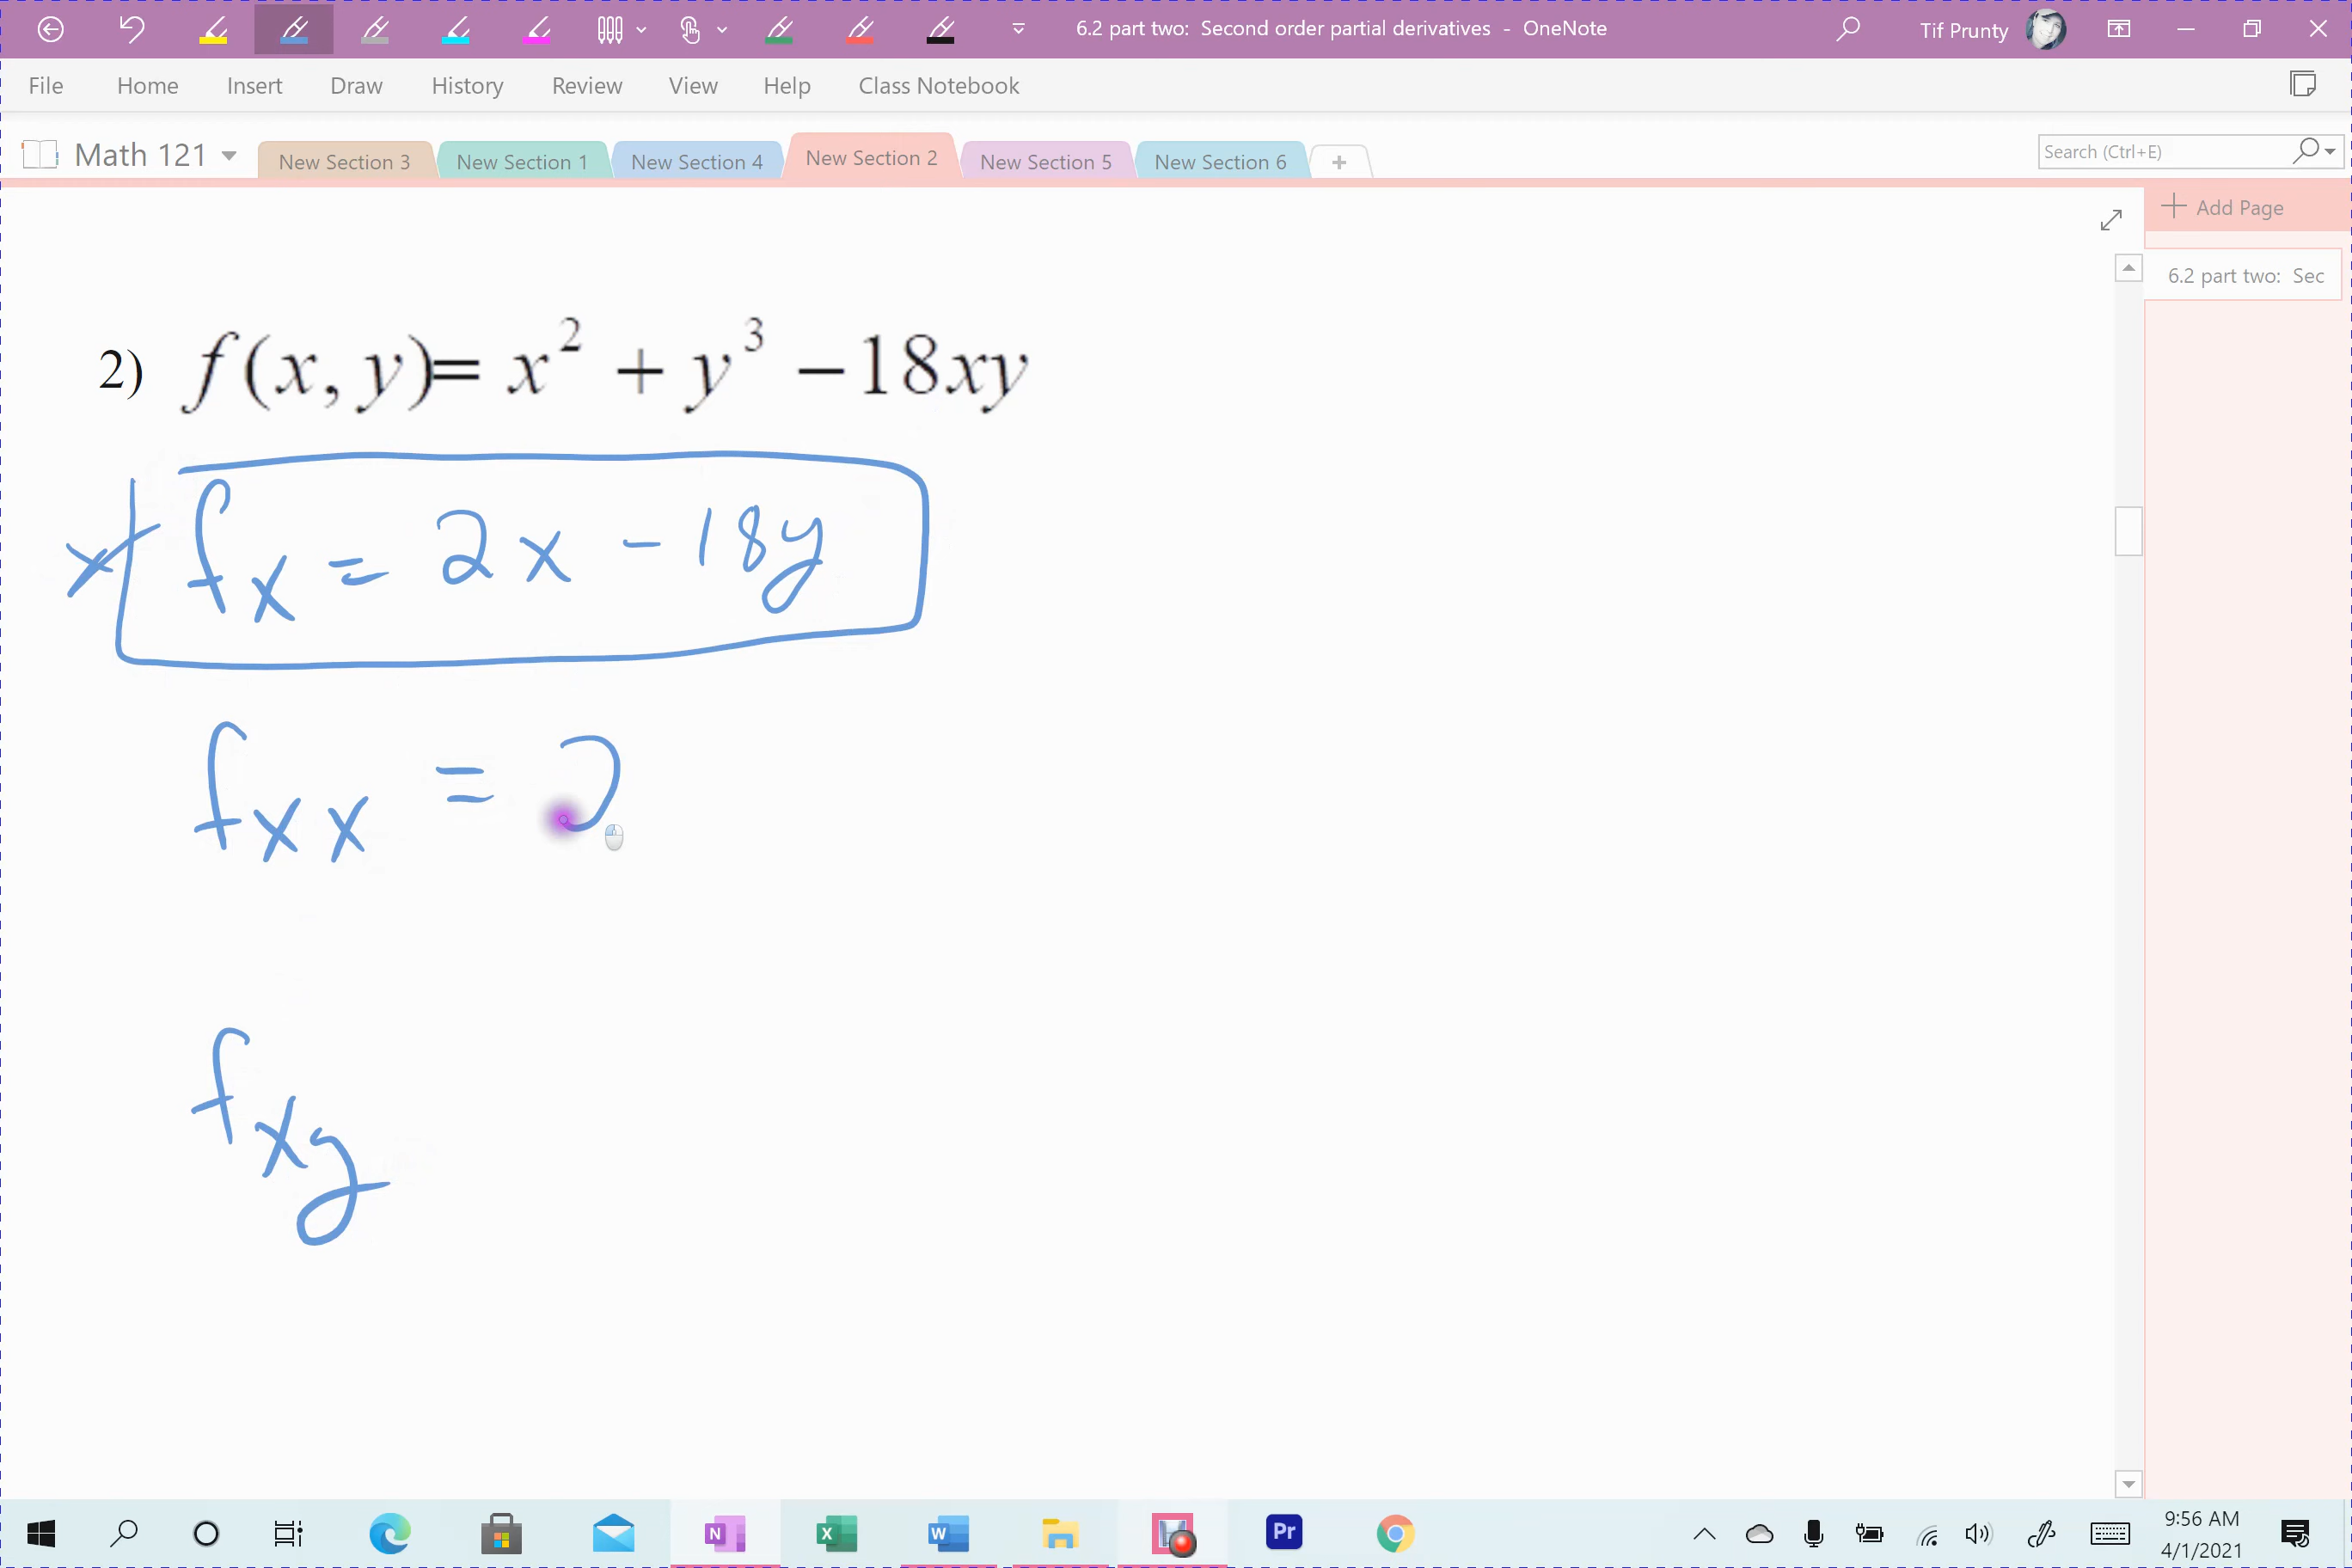 6.2 part two: Second order partial derivatives - OneNote
Tif Prunty
File Home Insert Draw History Review View Help Class Notebook
Math 121 New Section 3 New Section 1 New Section 4 New Section 2 New Section 5 New Section 6 +
Search (Ctrl+E)
+ Add Page
6.2 part two: Sec
2) f(x, y)= x² + y³ −18xy
* fx = 2x - 18y
fxx = 2
fxy
N X W Pr
9:56 AM
4/1/2021